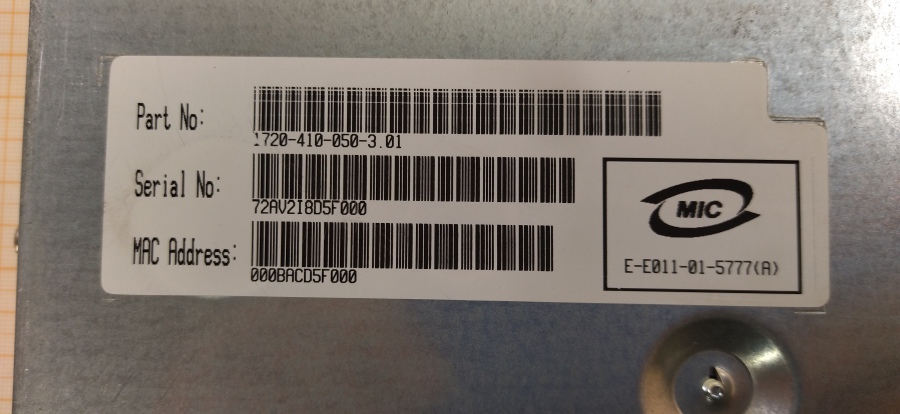 Part No:
1720-410-050-3.01
Serial No:
72AV2I8D5F000
MAC Address:
000BACD5F000
MIC
E-E011-01-5777(A)